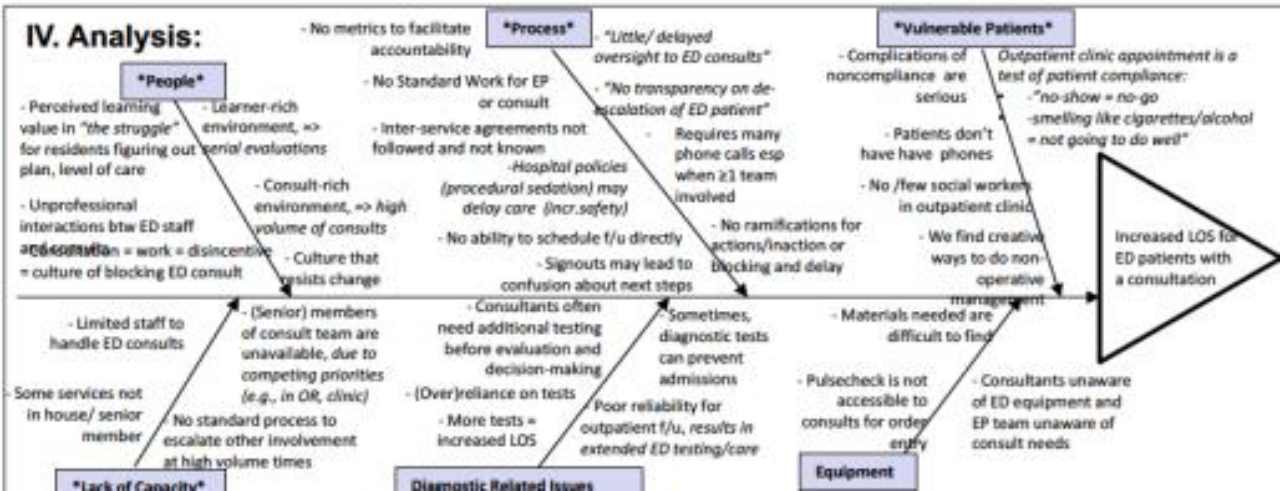 IV. Analysis:
*People*
- Perceived learning
value in "the struggle"
for residents figuring out
plan, level of care
- Unprofessional
interactions btw ED staff
and consults
- Consultation = work = disincentive
= culture of blocking ED consult
- Learner-rich
environment, =>
serial evaluations
- Consult-rich
environment, => high
volume of consults
- Culture that
resists change
*Process*
- No metrics to facilitate
accountability
- No Standard Work for EP
or consult
- Inter-service agreements not
followed and not known
-Hospital policies
(procedural sedation) may
delay care (incr.safety)
- No ability to schedule f/u directly
- Signouts may lead to
confusion about next steps
- "Little/ delayed
oversight to ED consults"
- "No transparency on de-
escalation of ED patient"
- Requires many
phone calls esp
when ≥1 team
involved
- No ramifications for
actions/inaction or
blocking and delay
*Vulnerable Patients*
- Complications of
noncompliance are
serious
- Patients don't
have have phones
- No /few social workers
in outpatient clinic
- We find creative
ways to do non-
operative
management
Outpatient clinic appointment is a
test of patient compliance:
-"no-show = no-go
-smelling like cigarettes/alcohol
= not going to do well"
Increased LOS for
ED patients with
a consultation
- Limited staff to
handle ED consults
- Some services not
in house/ senior
member
- (Senior) members
of consult team are
unavailable, due to
competing priorities
(e.g., in OR, clinic)
- No standard process to
escalate other involvement
at high volume times
*Lack of Capacity*
- Consultants often
need additional testing
before evaluation and
decision-making
- (Over)reliance on tests
- More tests =
increased LOS
- Sometimes,
diagnostic tests
can prevent
admissions
- Poor reliability for
outpatient f/u, results in
extended ED testing/care
Diagnostic Related Issues
- Materials needed are
difficult to find
- Pulsecheck is not
accessible to
consults for order
entry
- Consultants unaware
of ED equipment and
EP team unaware of
consult needs
Equipment